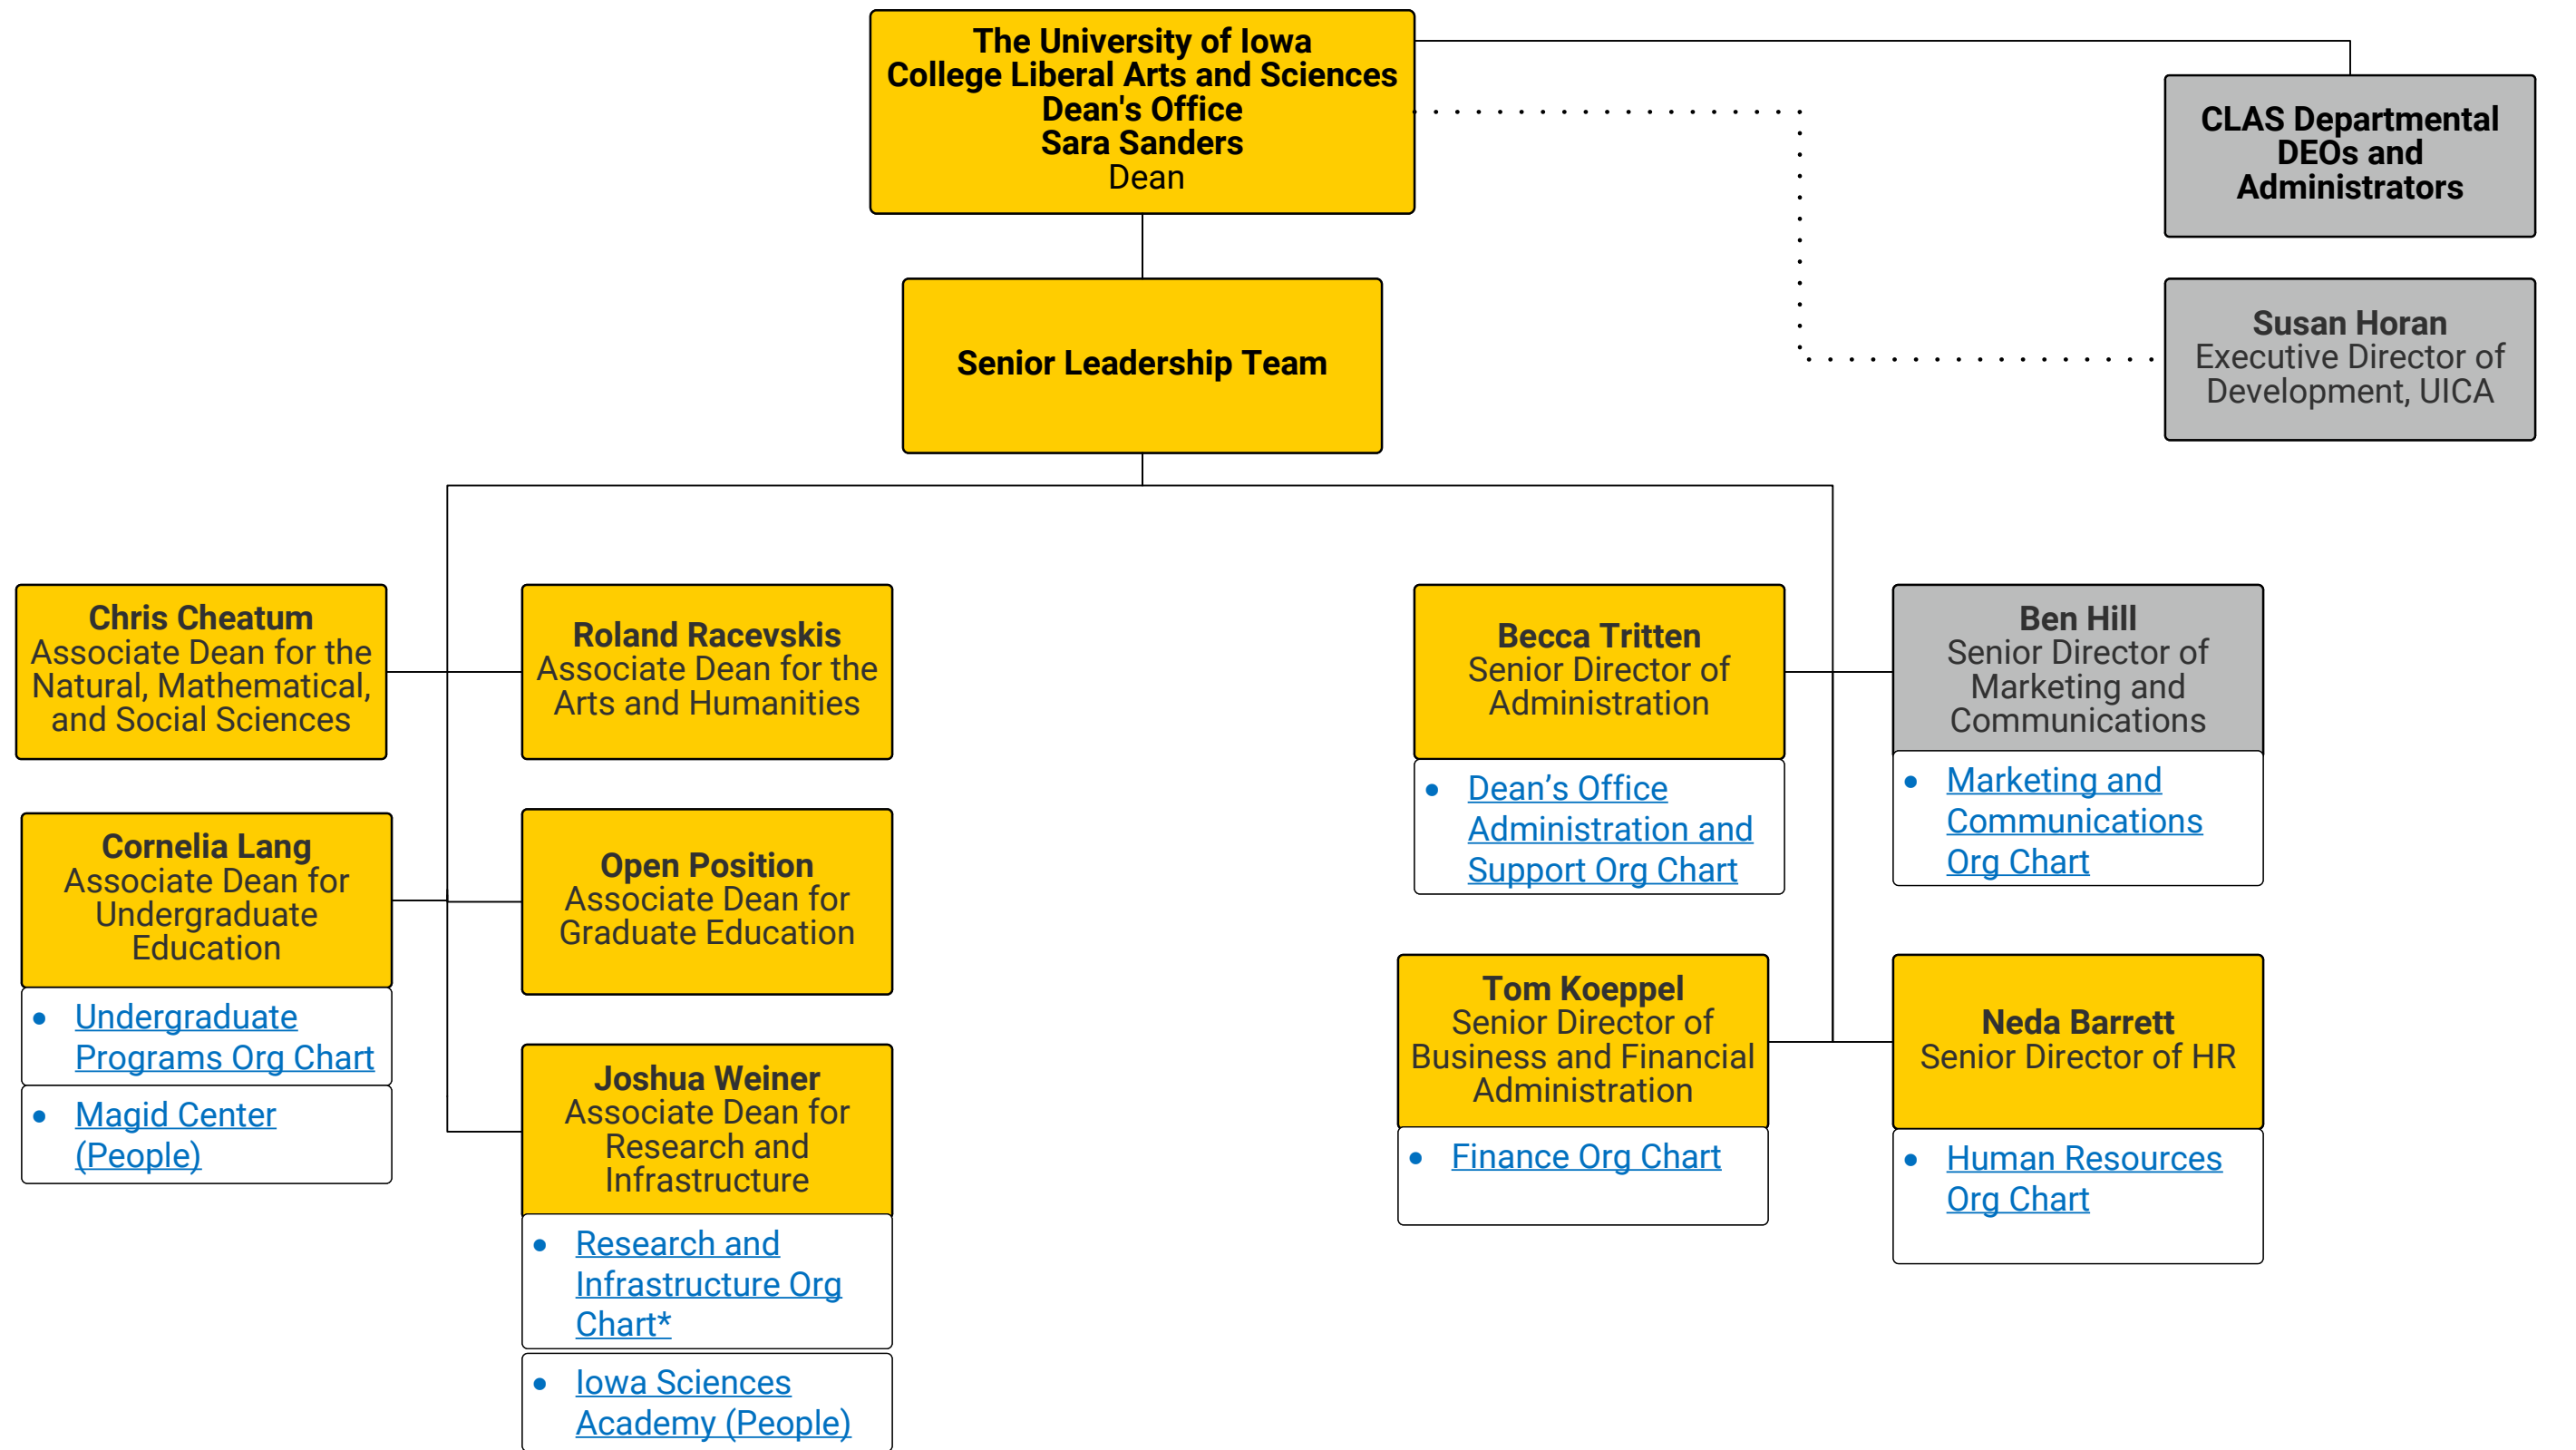 The University of Iowa
College Liberal Arts and Sciences
Dean's Office
Sara Sanders
Dean
CLAS Departmental
DEOs and
Administrators
Senior Leadership Team
Susan Horan
Executive Director of
Development, UICA
Chris Cheatum
Associate Dean for the
Natural, Mathematical,
and Social Sciences
Roland Racevskis
Associate Dean for the
Arts and Humanities
Becca Tritten
Senior Director of
Administration
• Dean’s Office
Administration and
Support Org Chart
Ben Hill
Senior Director of
Marketing and
Communications
• Marketing and
Communications
Org Chart
Cornelia Lang
Associate Dean for
Undergraduate
Education
• Undergraduate
Programs Org Chart
• Magid Center
(People)
Open Position
Associate Dean for
Graduate Education
Joshua Weiner
Associate Dean for
Research and
Infrastructure
• Research and
Infrastructure Org
Chart*
• Iowa Sciences
Academy (People)
Tom Koeppel
Senior Director of
Business and Financial
Administration
• Finance Org Chart
Neda Barrett
Senior Director of HR
• Human Resources
Org Chart